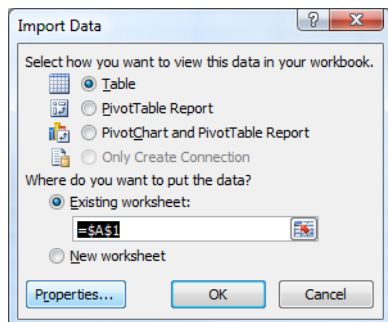 Import Data
Select how you want to view this data in your workbook.
Table
PivotTable Report
PivotChart and PivotTable Report
Only Create Connection
Where do you want to put the data?
Existing worksheet:
=$A$1
New worksheet
Properties... OK Cancel